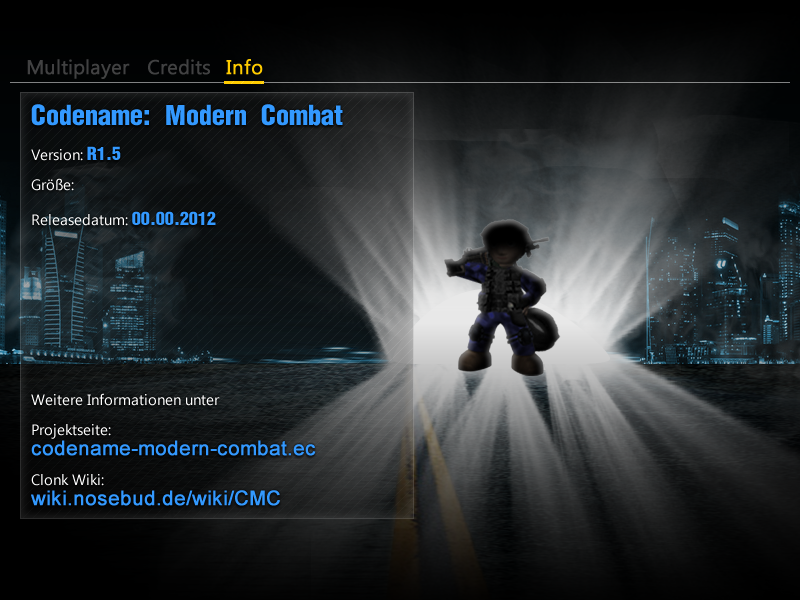 Multiplayer Credits Info
Codename: Modern Combat
Version: R1.5
Größe:
Releasedatum: 00.00.2012
Weitere Informationen unter
Projektseite:
codename-modern-combat.ec
Clonk Wiki:
wiki.nosebud.de/wiki/CMC